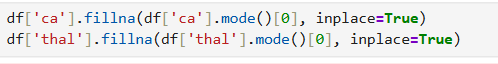 df['ca'].fillna(df['ca'].mode()[0], inplace=True)
df['thal'].fillna(df['thal'].mode()[0], inplace=True)